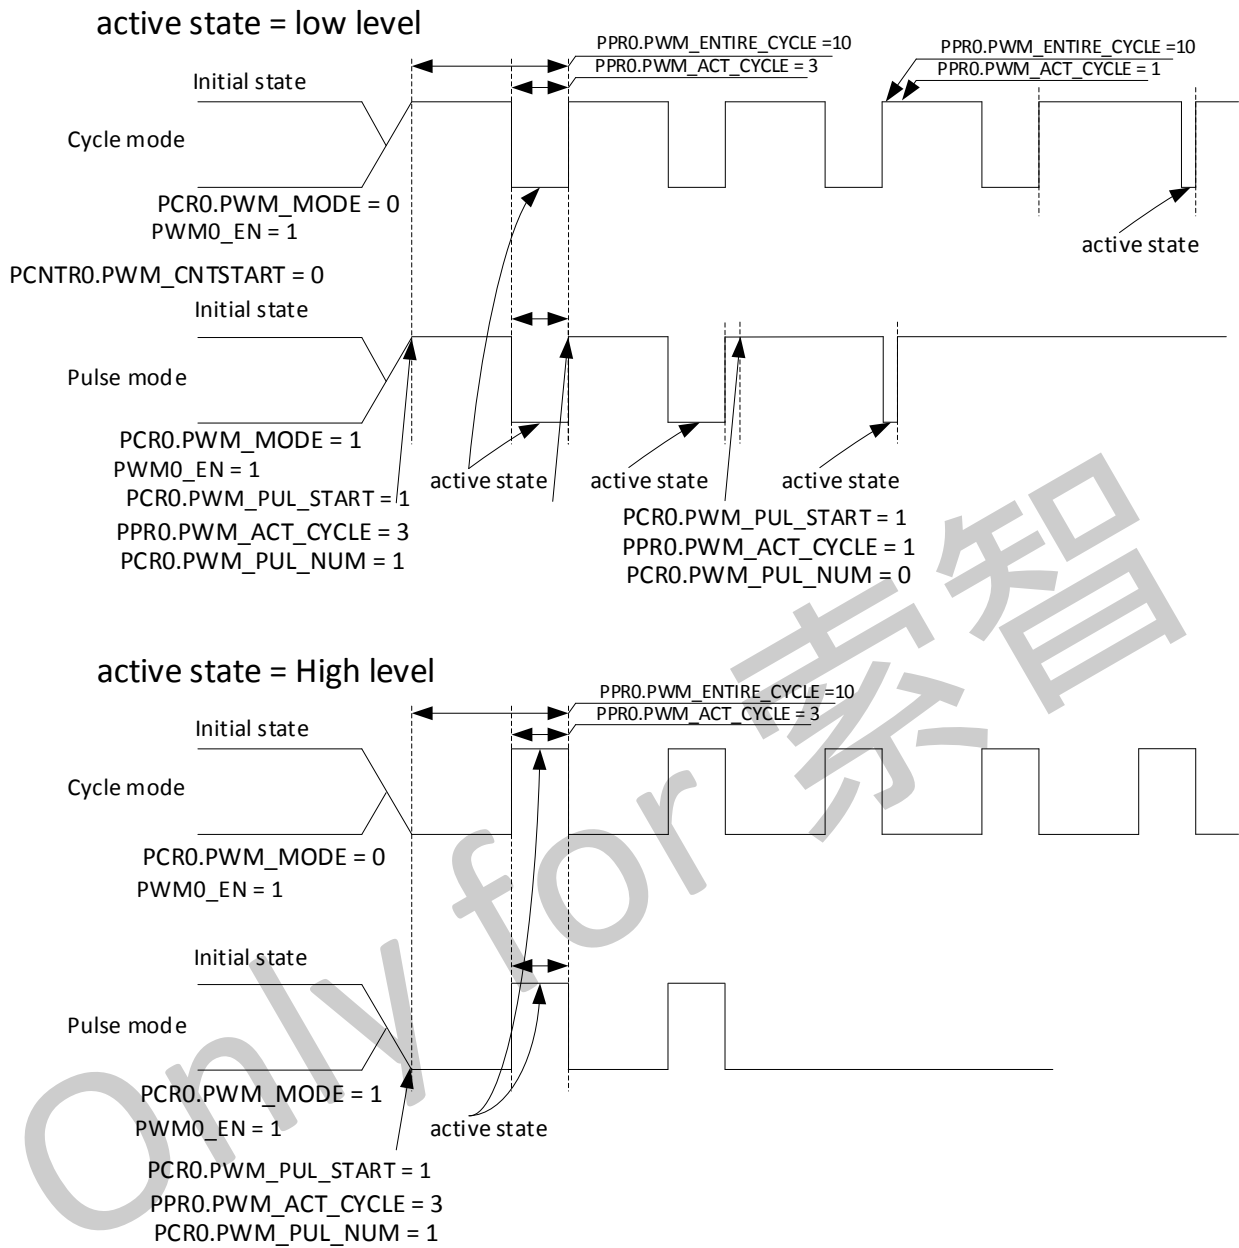 active state = low level
PPR0.PWM_ENTIRE_CYCLE =10
PPR0.PWM_ACT_CYCLE = 3
PPR0.PWM_ENTIRE_CYCLE=10
PPR0.PWM_ACT_CYCLE = 1
Initial state
Cycle mode
PCR0.PWM_MODE = 0
PWM0_EN = 1
active state
PCNTR0.PWM_CNTSTART = 0
Initial state
Pulse mode
PCR0.PWM_MODE = 1
PWM0_EN = 1
PCR0.PWM_PUL_START = 1
PPR0.PWM_ACT_CYCLE = 3
PCR0.PWM_PUL_NUM = 1
active state
active state
active state
PCR0.PWM_PUL_START = 1
PPR0.PWM_ACT_CYCLE = 1
PCR0.PWM_PUL_NUM = 0
active state = High level
PPR0.PWM_ENTIRE_CYCLE =10
PPR0.PWM_ACT_CYCLE = 3
Initial state
Cycle mode
PCR0.PWM_MODE = 0
PWM0_EN = 1
Initial state
Pulse mode
PCR0.PWM_MODE = 1
PWM0_EN = 1
active state
PCR0.PWM_PUL_START = 1
PPR0.PWM_ACT_CYCLE = 3
PCR0.PWM_PUL_NUM = 1
Only for 索智